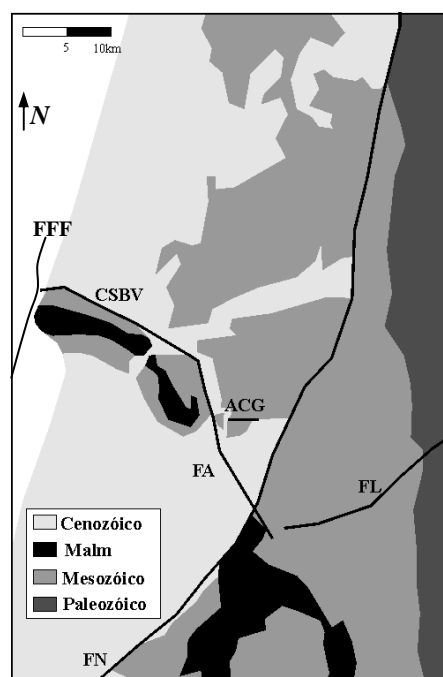 5 10km
N
FFF
CSBV
ACG
FA
FL
Cenozóico
Malm
Mesozóico
Paleozóico
FN